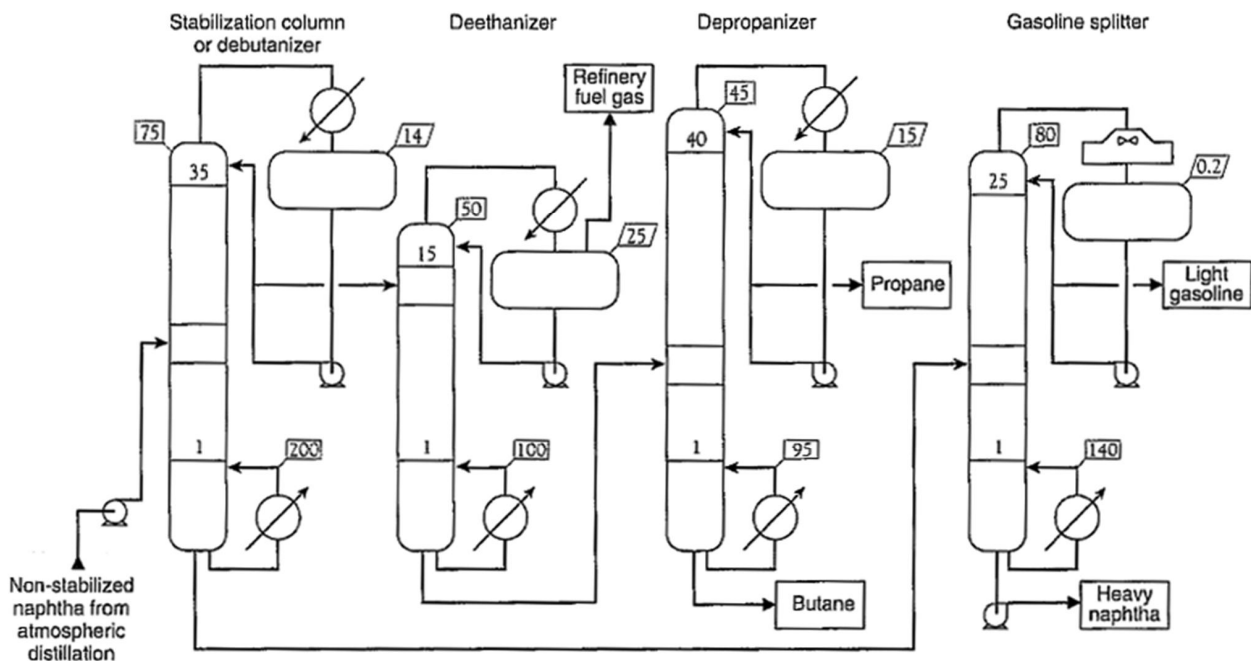 Stabilization column
or debutanizer
Deethanizer
Depropanizer
Gasoline splitter
Refinery
fuel gas
75
35
14
50
15
25
45
40
15
80
25
0.2
Propane
Light
gasoline
1
200
1
100
1
95
1
140
Non-stabilized
naphtha from
atmospheric
distillation
Butane
Heavy
naphtha